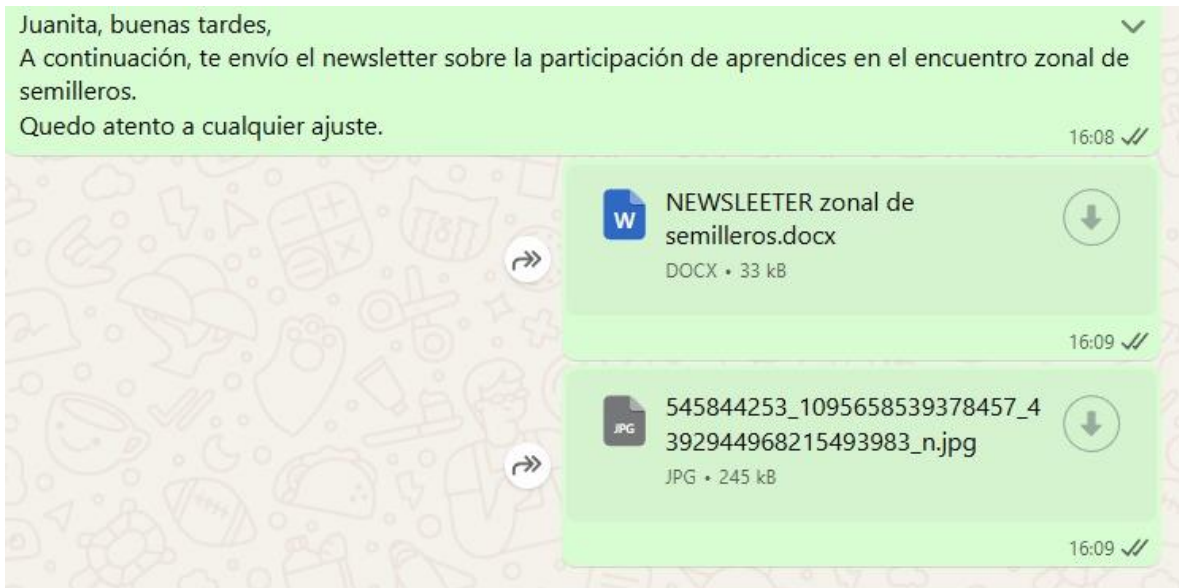 Juanita, buenas tardes,
A continuación, te envío el newsletter sobre la participación de aprendices en el encuentro zonal de
semilleros.
Quedo atento a cualquier ajuste.
16:08
W
NEWSLEETER zonal de
semilleros.docx
DOCX • 33 kB
16:09
JPG
545844253_1095658539378457_4
392944968215493983_n.jpg
JPG • 245 kB
16:09